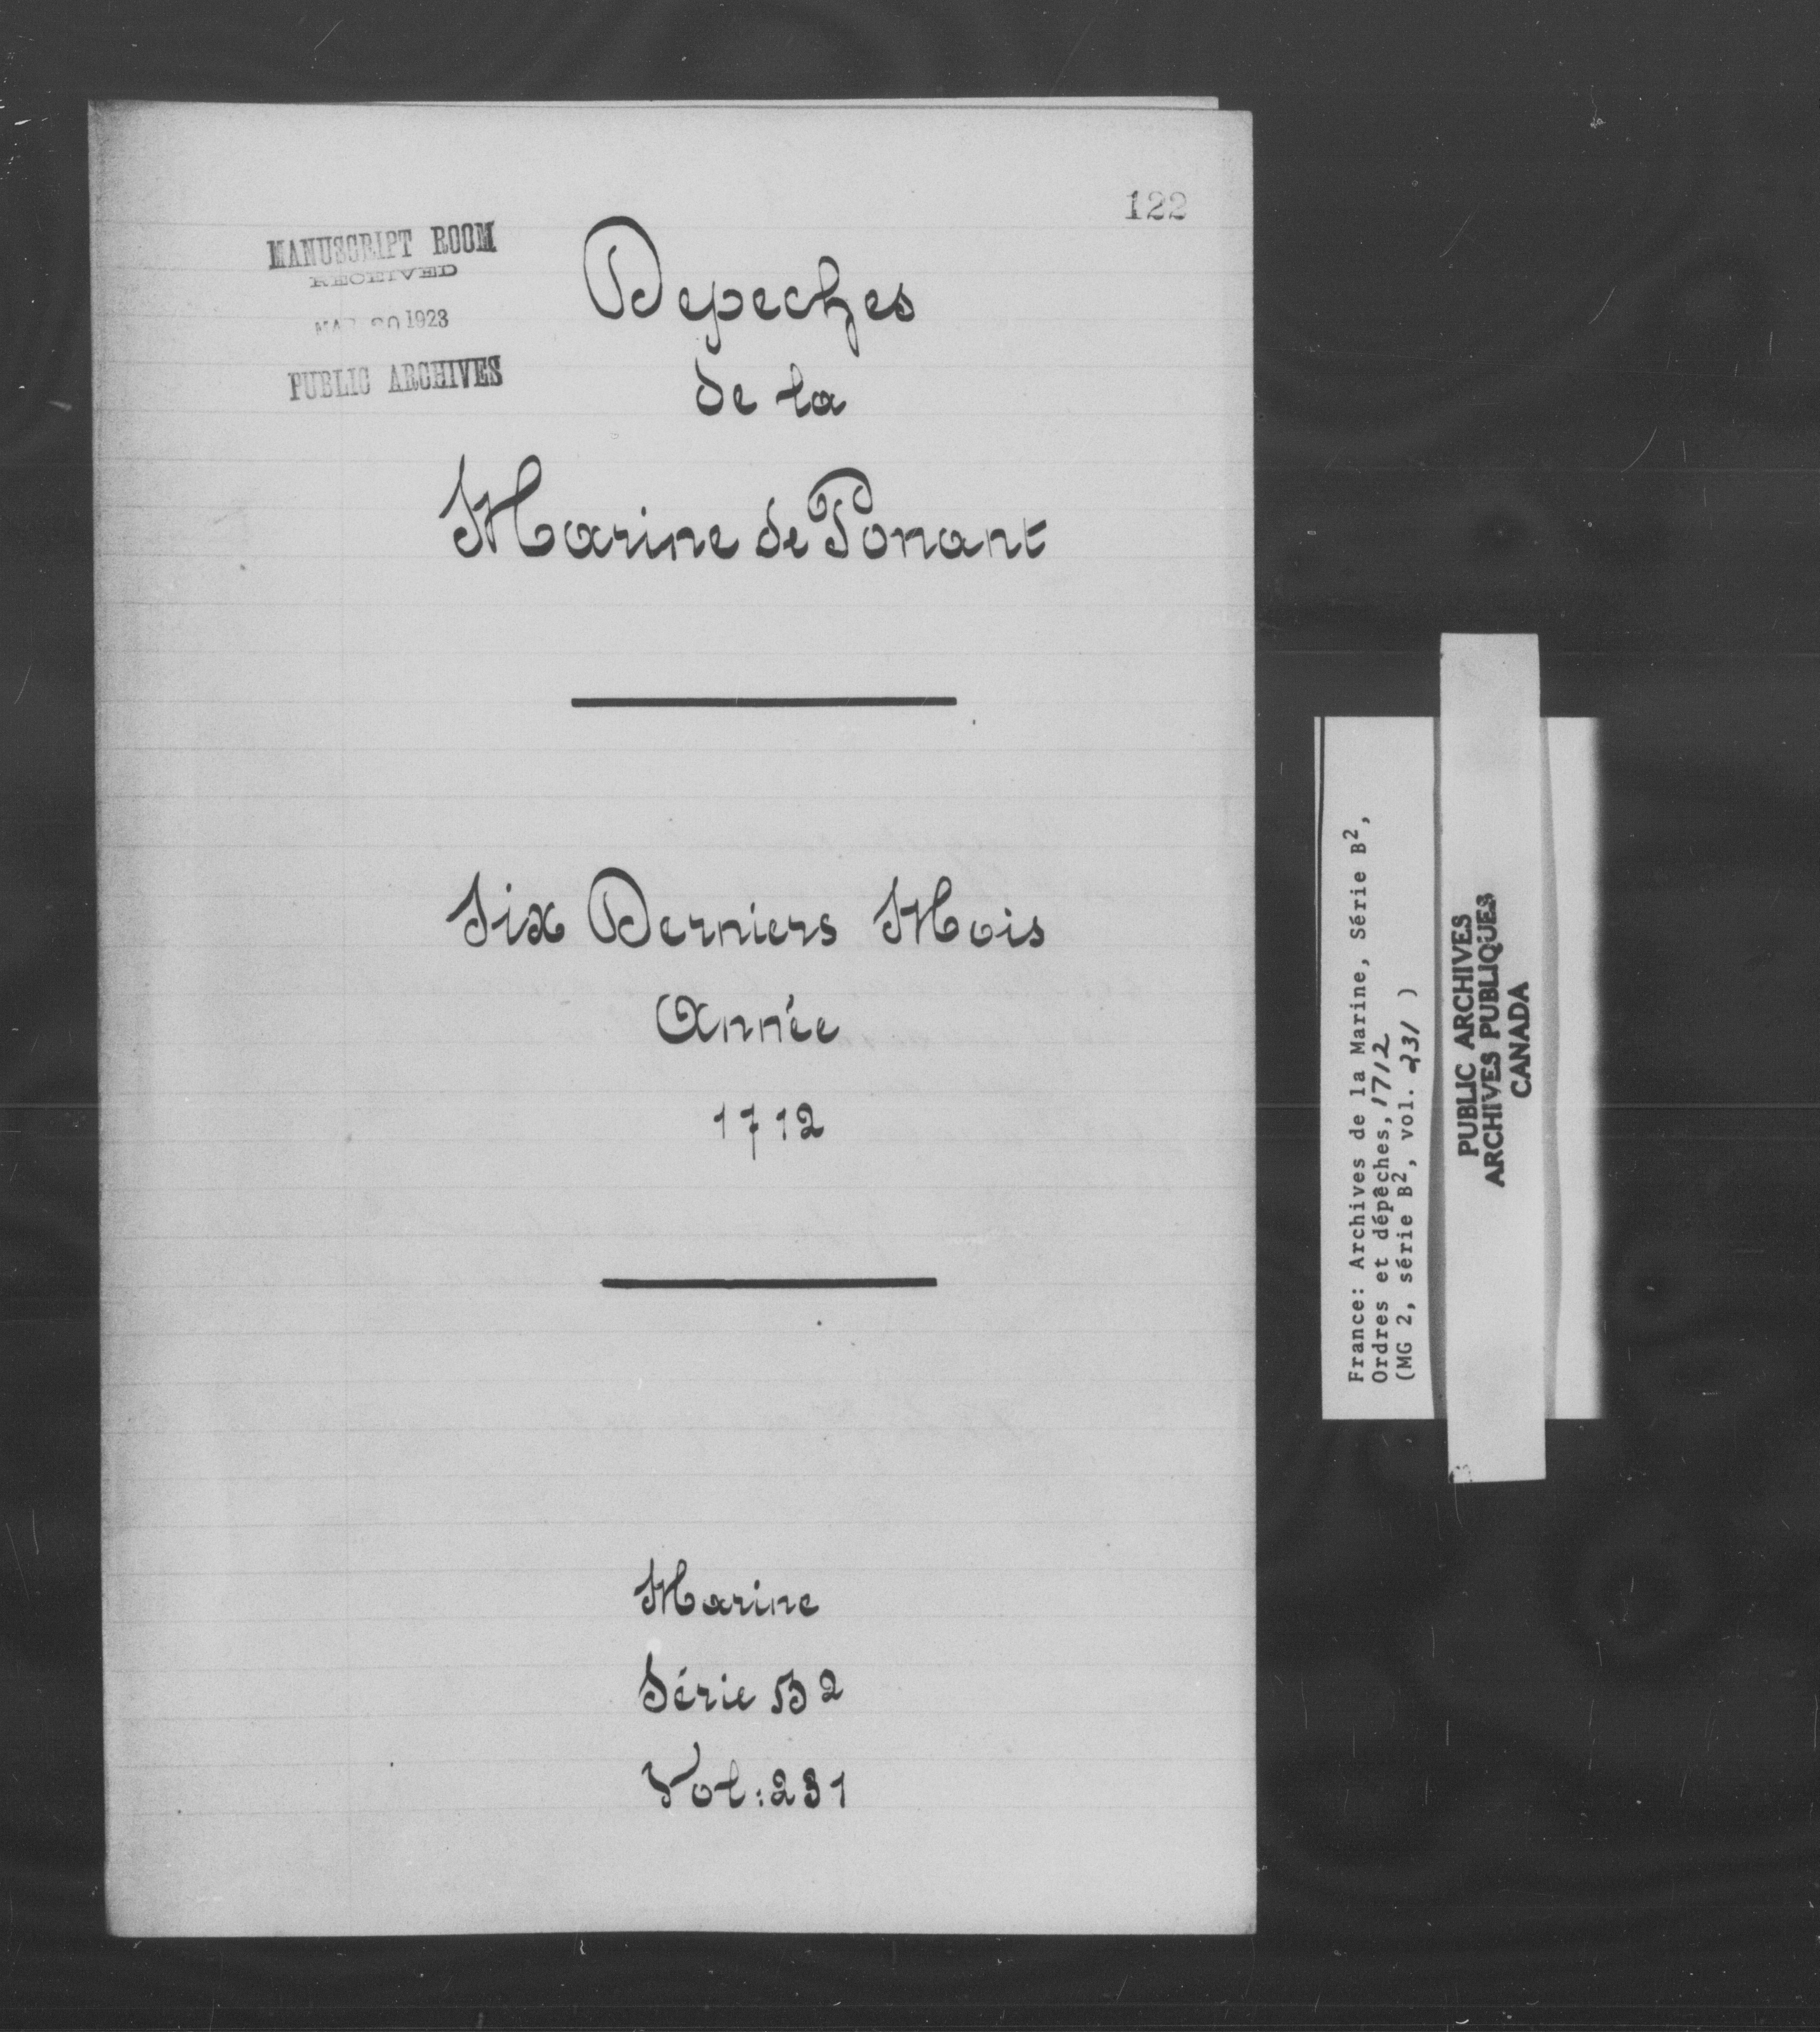 122
MANUSCRIPT ROOM
RECEIVED
1923
PUBLIC ARCHIVES
Depeches
de la
Marine de Ponant
Six Derniers Mois
Année
1712
Marine
Série B 2
Vol: 231
France: Archives de la Marine, Série B²,
Ordres et dépêches, 1712
(MG 2, série B², vol. 231 )
PUBLIC ARCHIVES
ARCHIVES PUBLIQUES
CANADA